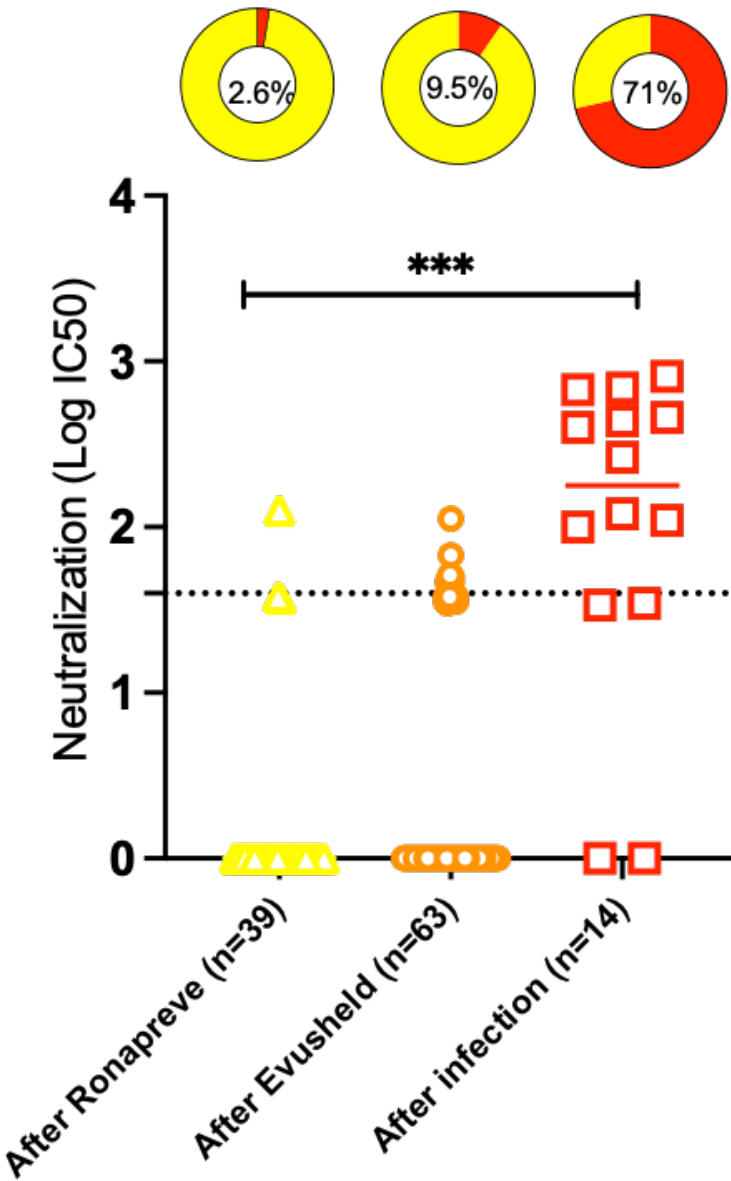 2.6%
9.5%
71%
4
***
3
2
1
0
Neutralization (Log IC50)
After Ronapreve (n=39)
After Evusheld (n=63)
After infection (n=14)